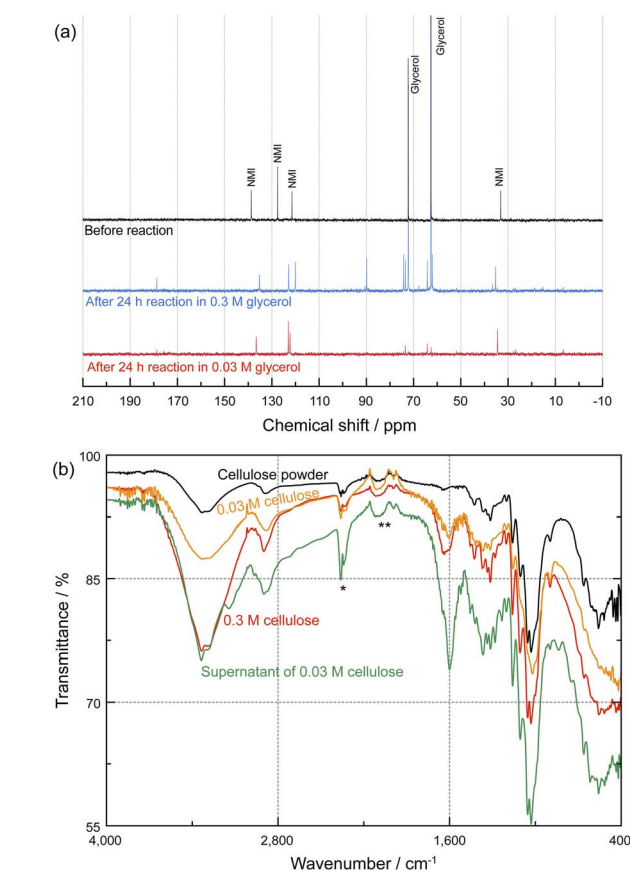 (a)
Glycerol
Glycerol
NMI
NMI
NMI
NMI
Before reaction
After 24 h reaction in 0.3 M glycerol
After 24 h reaction in 0.03 M glycerol
210 190 170 150 130 110 90 70 50 30 10 -10
Chemical shift / ppm
(b)
100
Cellulose powder
0.03 M cellulose
**
85
*
0.3 M cellulose
Supernatant of 0.03 M cellulose
70
55
Transmittance / %
4,000 2,800 1,600 400
Wavenumber / cm-1